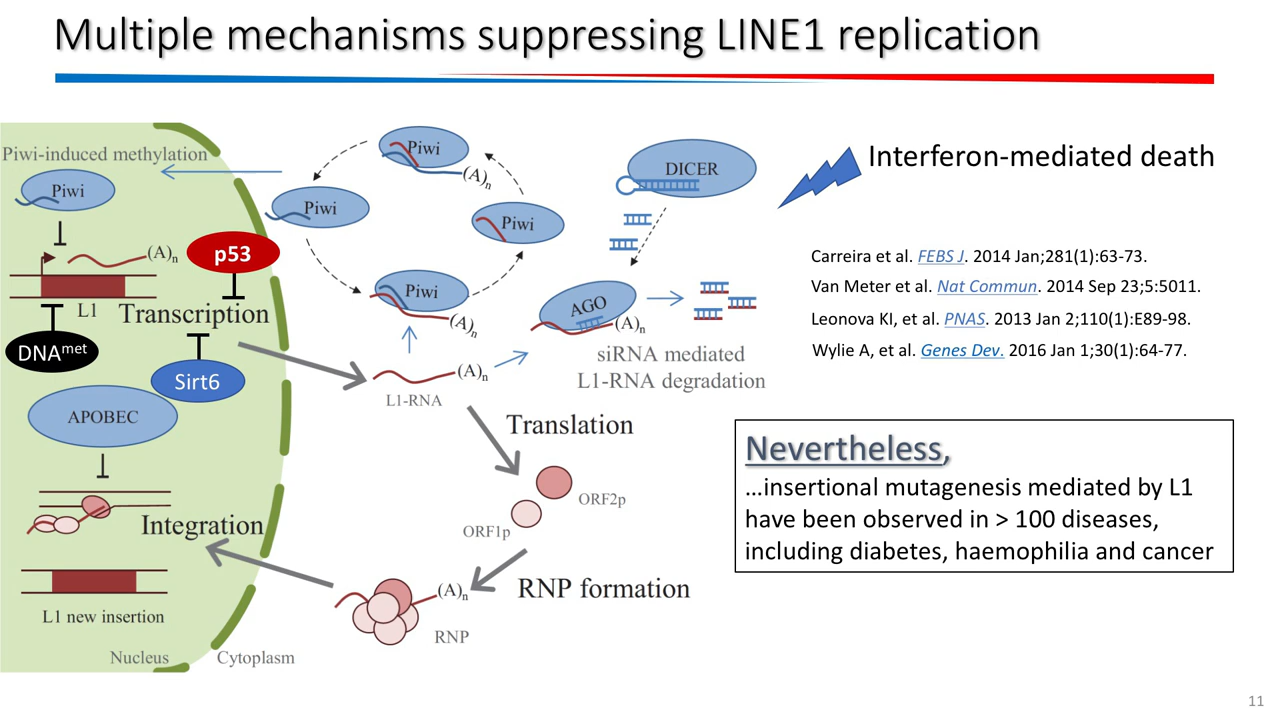 Multiple mechanisms suppressing LINE1 replication
Piwi-induced methylation
Piwi
(A)n
L1
p53
Transcription
DNAmet
Sirt6
APOBEC
Integration
L1 new insertion
Nucleus
Cytoplasm
Piwi
(A)n
Piwi
Piwi
Piwi
(A)n
(A)n
L1-RNA
DICER
AGO
(A)n
siRNA mediated
L1-RNA degradation
Translation
ORF2p
ORF1p
RNP formation
(A)n
RNP
Interferon-mediated death
Carreira et al. FEBS J. 2014 Jan;281(1):63-73.
Van Meter et al. Nat Commun. 2014 Sep 23;5:5011.
Leonova KI, et al. PNAS. 2013 Jan 2;110(1):E89-98.
Wylie A, et al. Genes Dev. 2016 Jan 1;30(1):64-77.
Nevertheless,
…insertional mutagenesis mediated by L1
have been observed in > 100 diseases,
including diabetes, haemophilia and cancer
11